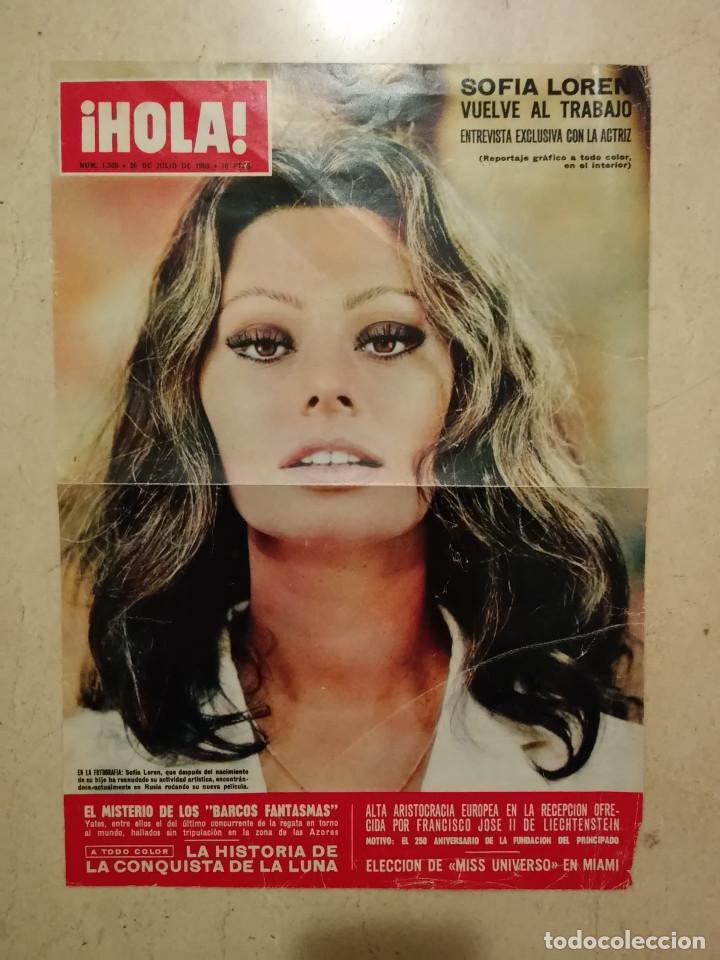 ¡HOLA!
NUM. 1.300 • 26 DE JULIO DE 1969 • 10 PTAS.
SOFIA LOREN
VUELVE AL TRABAJO
ENTREVISTA EXCLUSIVA CON LA ACTRIZ
(Reportaje gráfico a todo color,
en el interior)
EN LA FOTOGRAFIA: Sofía Loren, que después del nacimiento
de su hijo ha reanudado su actividad artística, encontrán-
dose actualmente en Rusia rodando su nueva película.
EL MISTERIO DE LOS "BARCOS FANTASMAS"
Yates, entre ellos el del último concurrente de la regata en torno
al mundo, hallados sin tripulación en la zona de las Azores
A TODO COLOR
LA HISTORIA DE
LA CONQUISTA DE LA LUNA
ALTA ARISTOCRACIA EUROPEA EN LA RECEPCION OFRE-
CIDA POR FRANCISCO JOSE II DE LIECHTENSTEIN
MOTIVO: EL 250 ANIVERSARIO DE LA FUNDACION DEL PRINCIPADO
ELECCION DE «MISS UNIVERSO» EN MIAMI
todocoleccion
todocoleccion.net